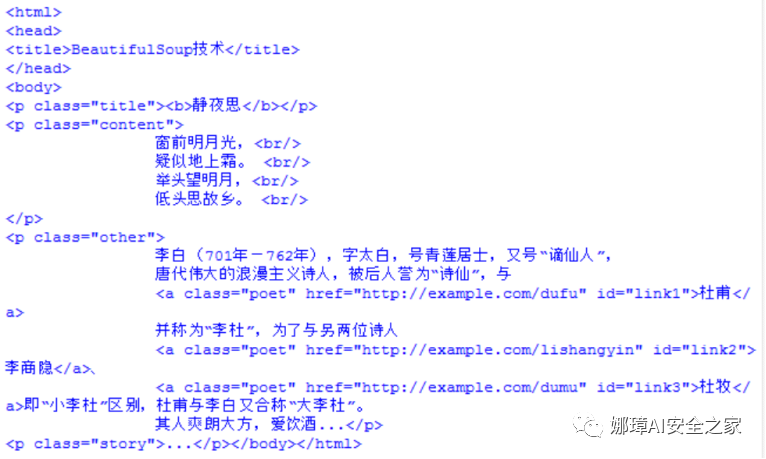 <html>
<head>
<title>BeautifulSoup技术</title>
</head>
<body>
<p class="title"><b>静夜思</b></p>
<p class="content">
窗前明月光，<br/>
疑似地上霜。 <br/>
举头望明月，<br/>
低头思故乡。 <br/>
</p>
<p class="other">
李白（701年－762年），字太白，号青莲居士，又号“谪仙人”，
唐代伟大的浪漫主义诗人，被后人誉为“诗仙”，与
<a class="poet" href="http://example.com/dufu" id="link1">杜甫</
a>
并称为“李杜”，为了与另两位诗人
<a class="poet" href="http://example.com/lishangyin" id="link2">
李商隐</a>、
<a class="poet" href="http://example.com/dumu" id="link3">杜牧</
a>即“小李杜”区别，杜甫与李白又合称“大李杜”。
其人爽朗大方，爱饮酒...</p>
<p class="story">...</p></body></html>
娜璋AI安全之家